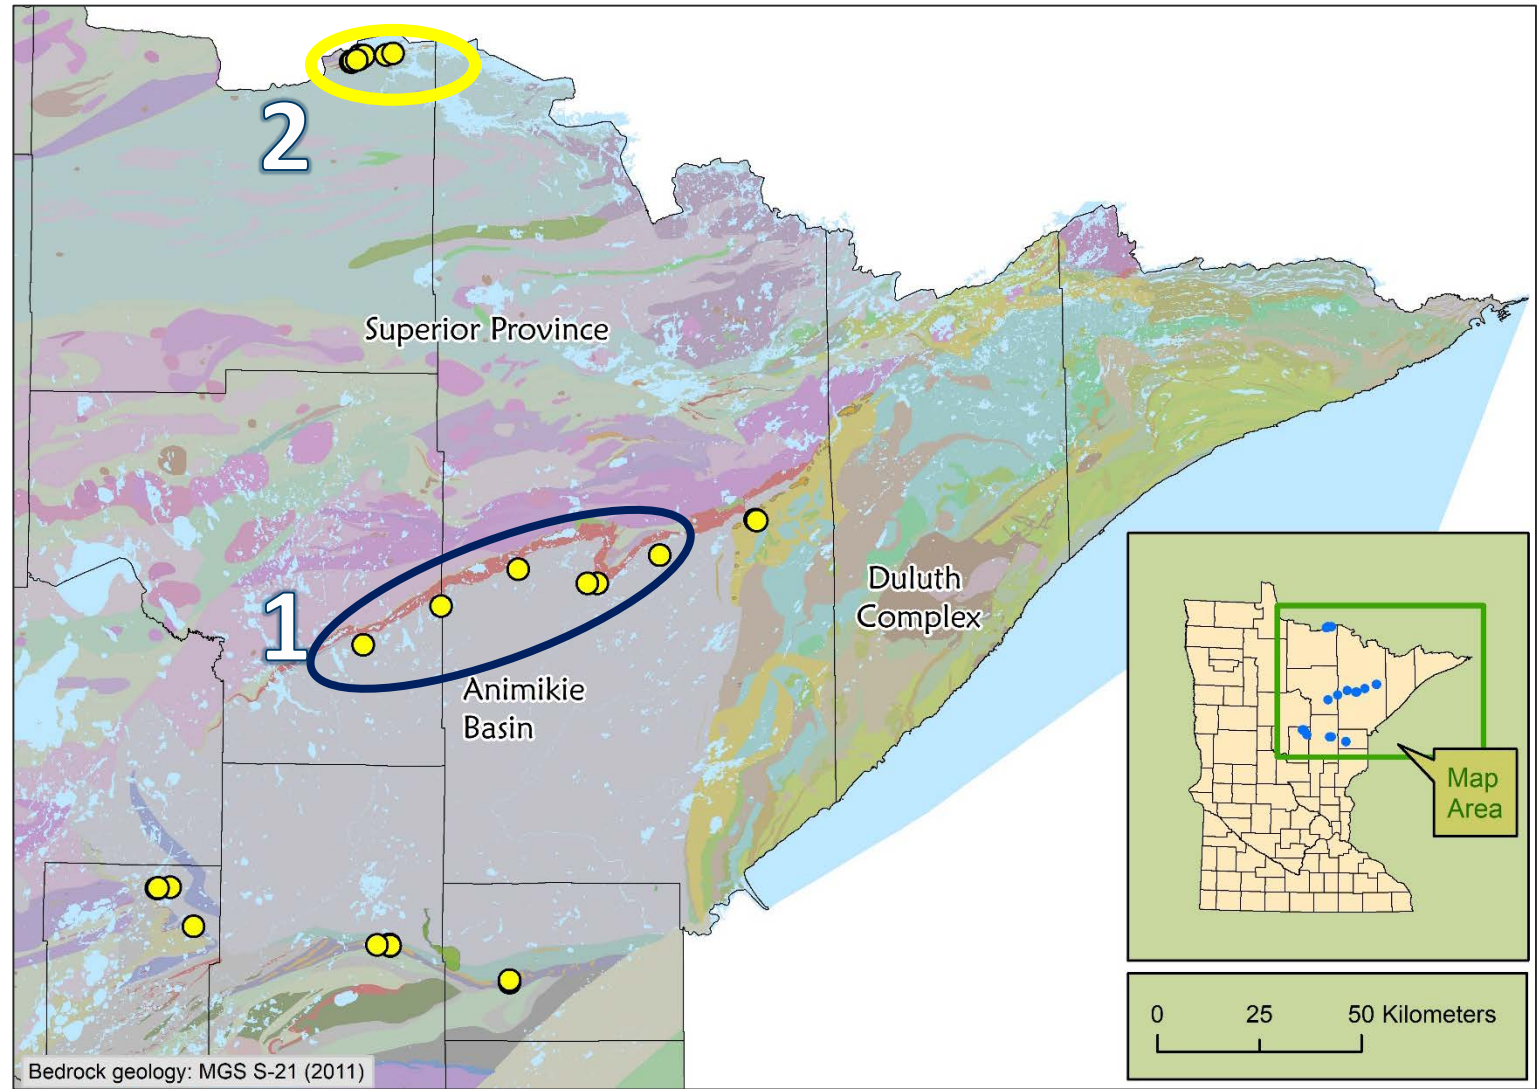 2
Superior Province
1
Duluth
Complex
Animikie
Basin
Map
Area
0 25 50 Kilometers
Bedrock geology: MGS S-21 (2011)